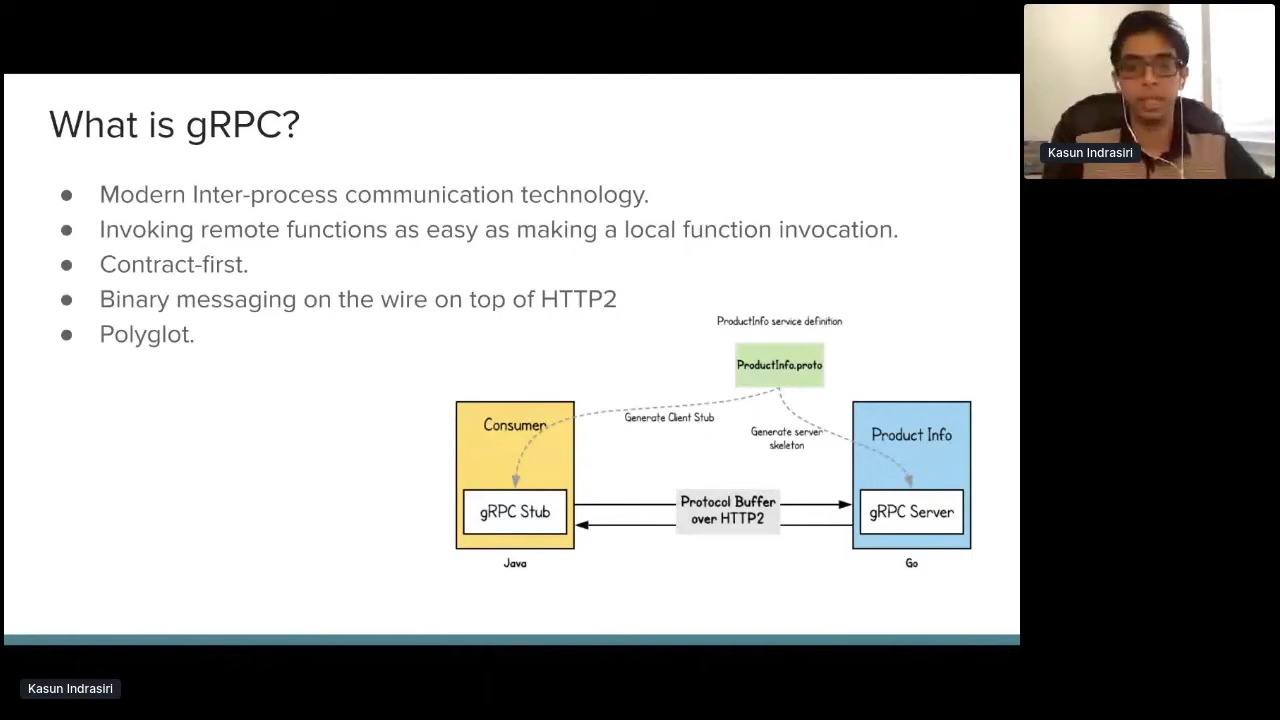 What is gRPC?
● Modern Inter-process communication technology.
● Invoking remote functions as easy as making a local function invocation.
● Contract-first.
● Binary messaging on the wire on top of HTTP2
● Polyglot.
ProductInfo service definition
ProductInfo.proto
Generate Client Stub
Generate server
skeleton
Consumer
gRPC Stub
Java
Protocol Buffer
over HTTP2
Product Info
gRPC Server
Go
Kasun Indrasiri
Kasun Indrasiri